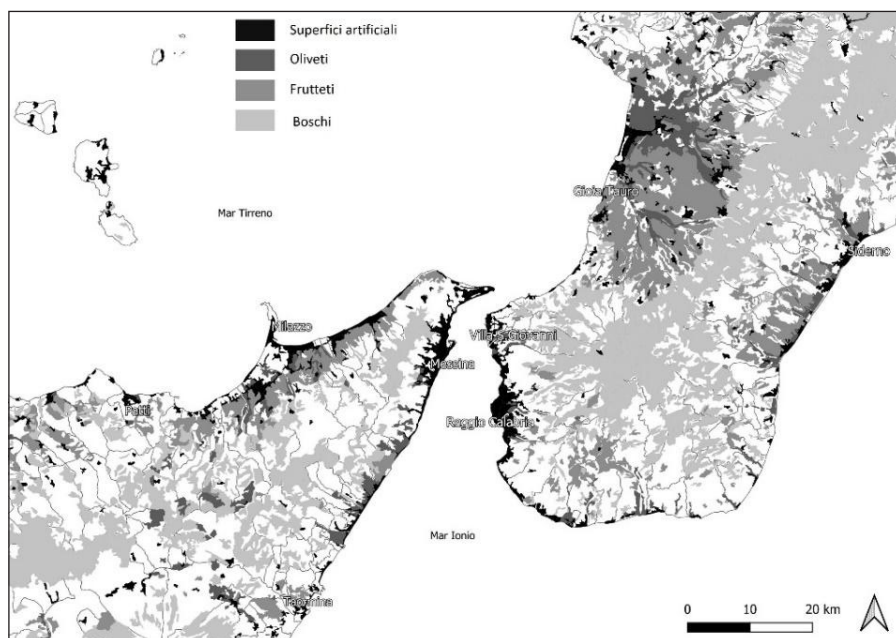 Superfici artificiali
Oliveti
Frutteti
Boschi
Mar Tirreno
Gioia Tauro
Siderno
Milazzo
Villa S.Giovanni
Messina
Patti
Reggio Calabria
Mar Ionio
Taormina
0 10 20 km